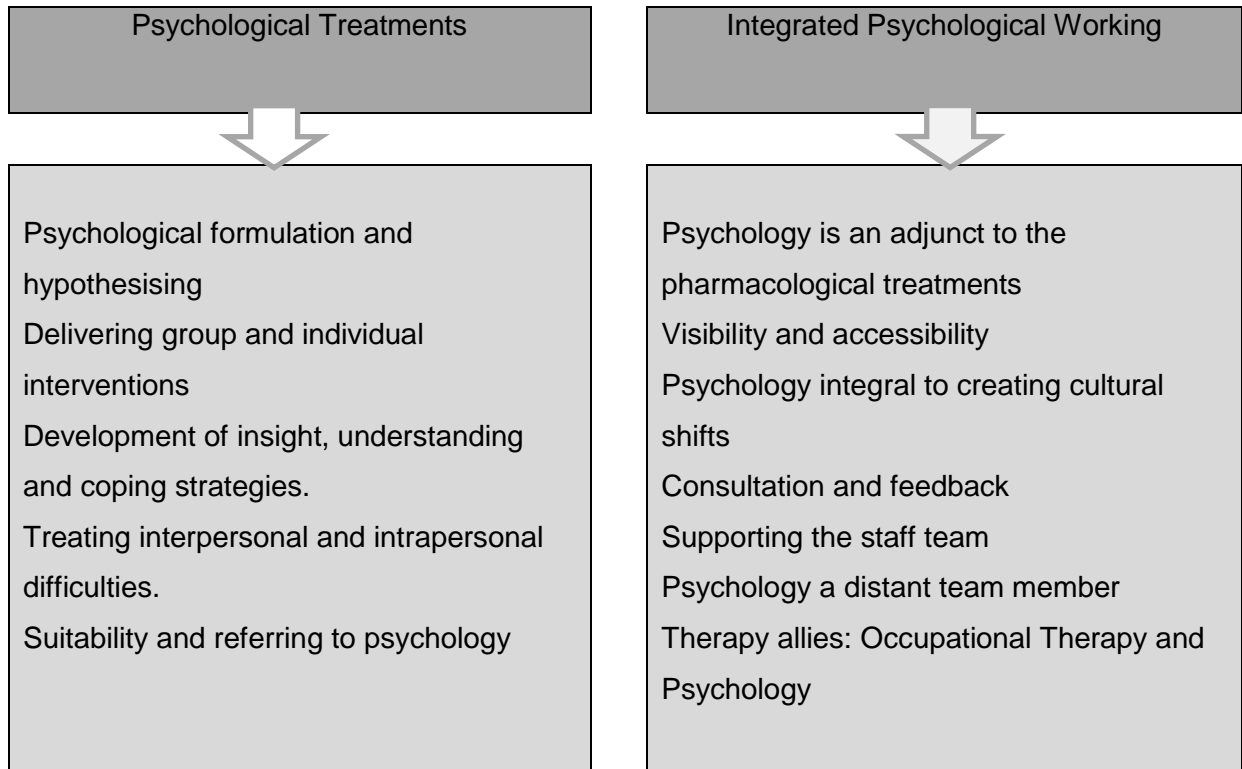 Psychological Treatments
Psychological formulation and
hypothesising
Delivering group and individual
interventions
Development of insight, understanding
and coping strategies.
Treating interpersonal and intrapersonal
difficulties.
Suitability and referring to psychology
Integrated Psychological Working
Psychology is an adjunct to the
pharmacological treatments
Visibility and accessibility
Psychology integral to creating cultural
shifts
Consultation and feedback
Supporting the staff team
Psychology a distant team member
Therapy allies: Occupational Therapy and
Psychology